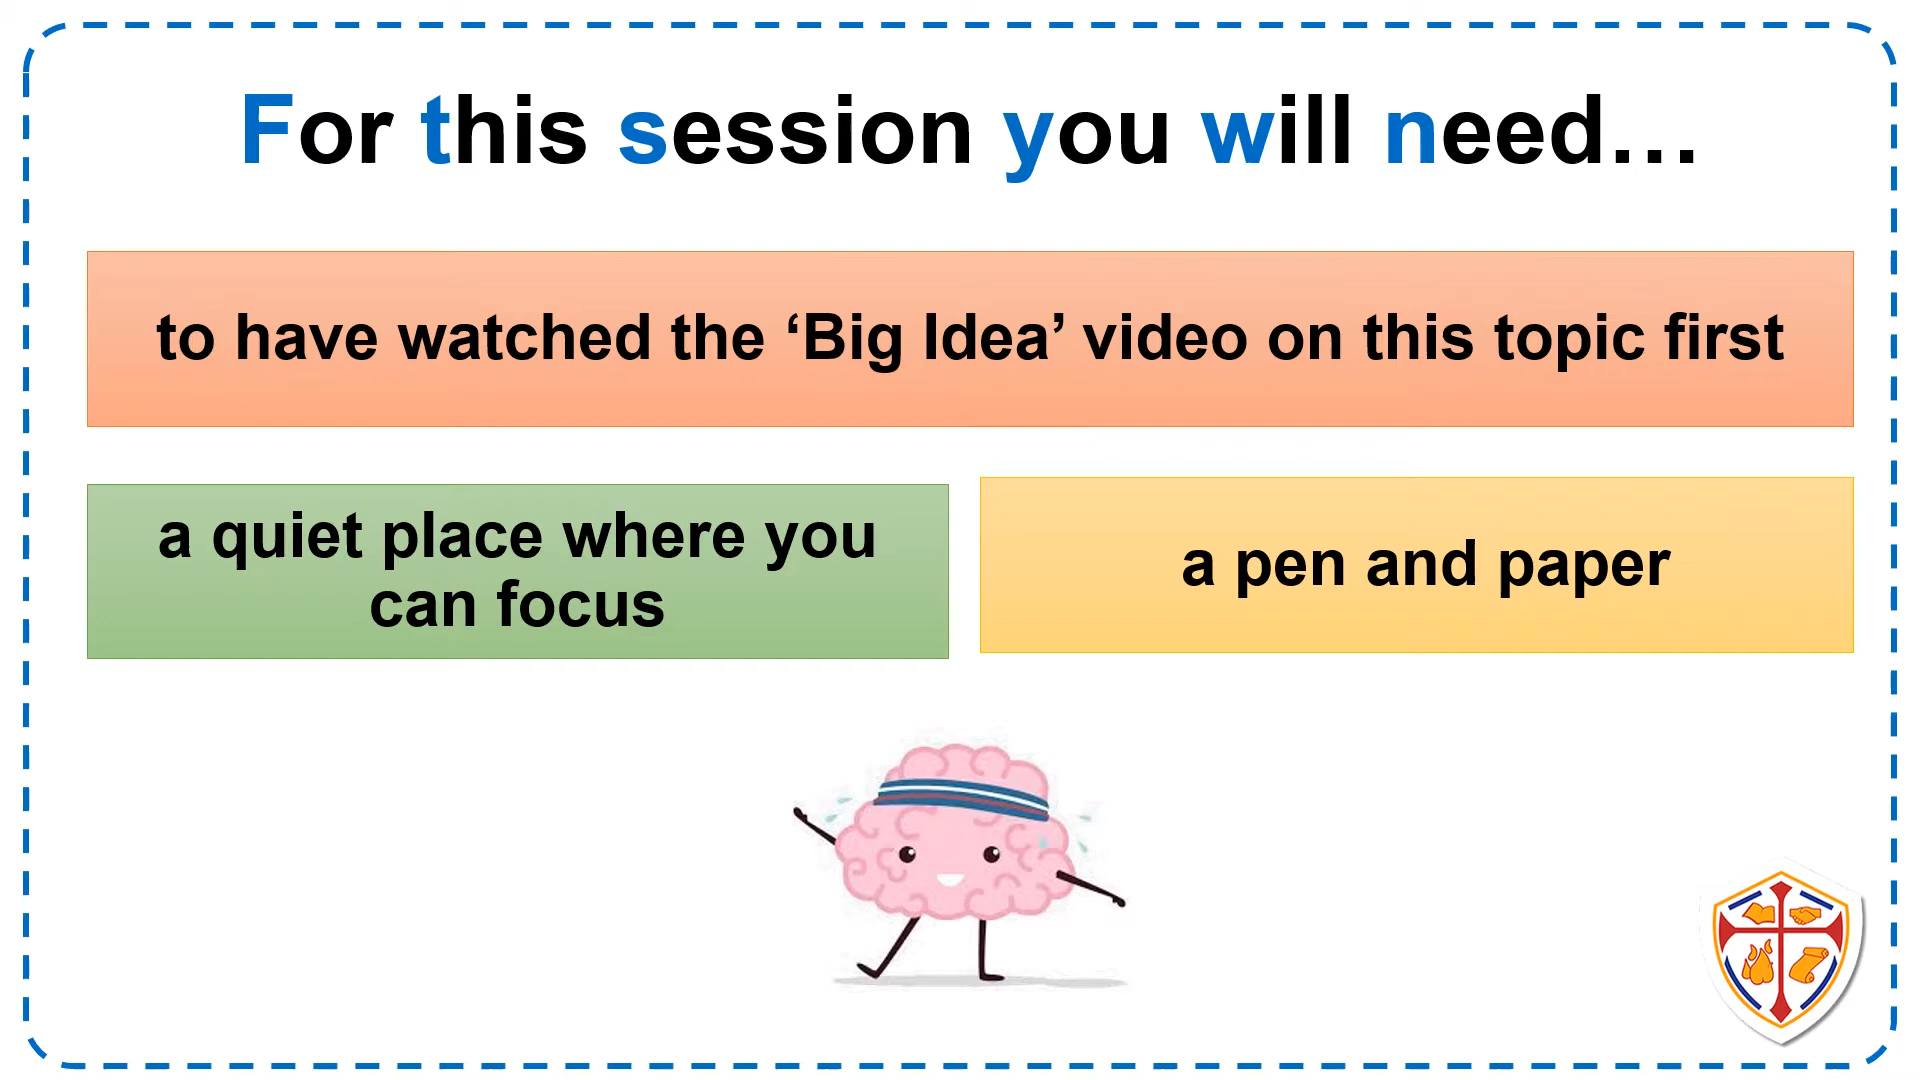 For this session you will need…
to have watched the ‘Big Idea’ video on this topic first
a quiet place where you
can focus
a pen and paper